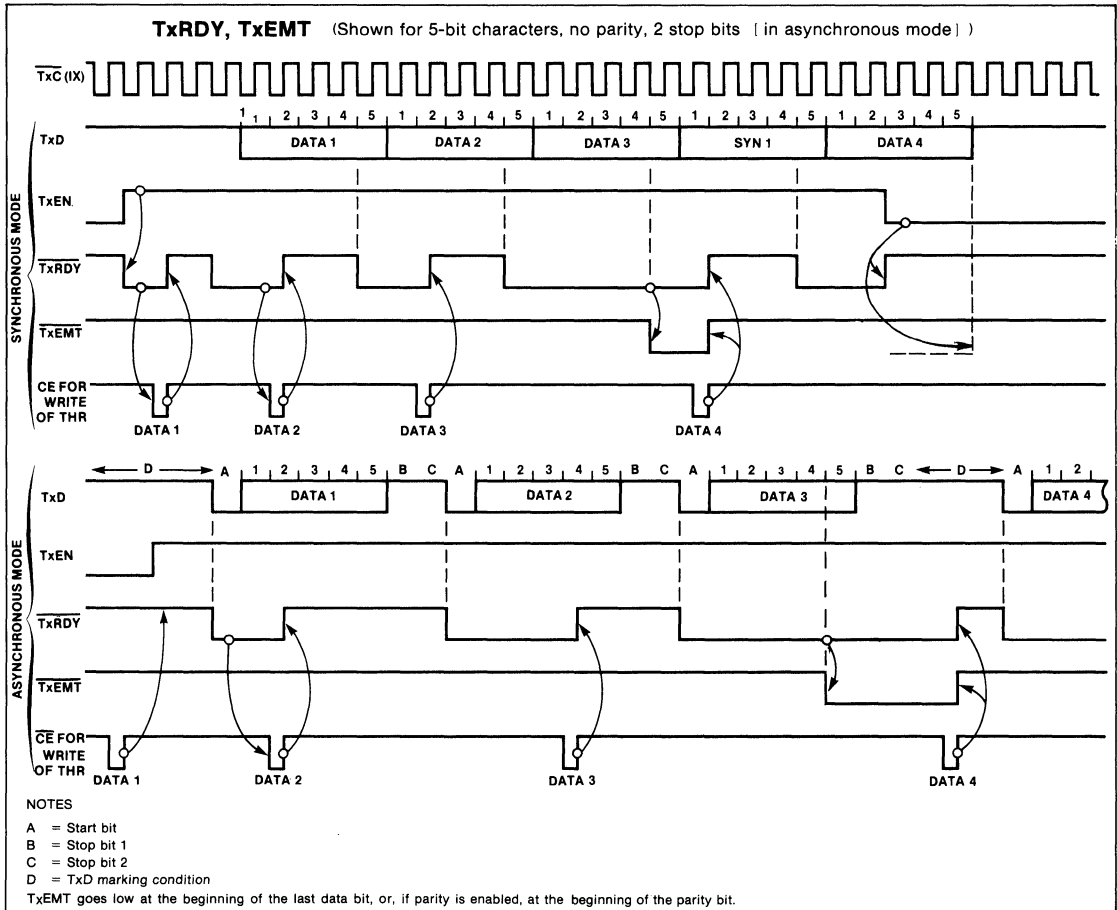 TxRDY, TxEMT (Shown for 5-bit characters, no parity, 2 stop bits [in asynchronous mode])
TxC (IX)
SYNCHRONOUS MODE
1 1 2 3 4 5 1 2 3 4 5 1 2 3 4 5 1 2 3 4 5 1 2 3 4 5
TxD
DATA 1 DATA 2 DATA 3 SYN 1 DATA 4
TxEN
TxRDY
TxEMT
CE FOR
WRITE
OF THR
DATA 1 DATA 2 DATA 3 DATA 4
ASYNCHRONOUS MODE
D A 1 2 3 4 5 B C A 1 2 3 4 5 B C A 1 2 3 4 5 B C D A 1 2
TxD
DATA 1 DATA 2 DATA 3 DATA 4
TxEN
TxRDY
TxEMT
CE FOR
WRITE
OF THR
DATA 1 DATA 2 DATA 3 DATA 4
NOTES
A = Start bit
B = Stop bit 1
C = Stop bit 2
D = TxD marking condition
TxEMT goes low at the beginning of the last data bit, or, if parity is enabled, at the beginning of the parity bit.